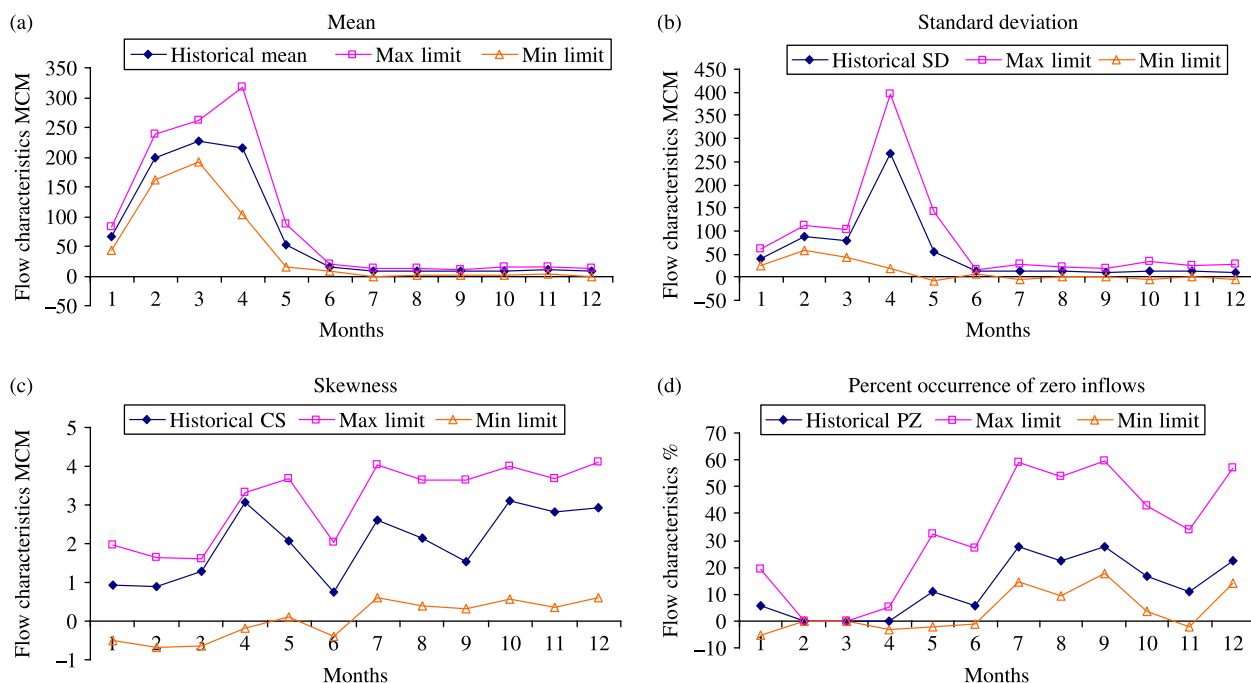 (a)
Mean
Historical mean Max limit Min limit
Flow characteristics MCM
350
300
250
200
150
100
50
0
−50
1 2 3 4 5 6 7 8 9 10 11 12
Months
(b)
Standard deviation
Historical SD Max limit Min limit
Flow characteristics MCM
450
400
350
300
250
200
150
100
50
0
−50
1 2 3 4 5 6 7 8 9 10 11 12
Months
(c)
Skewness
Historical CS Max limit Min limit
Flow characteristics MCM
5
4
3
2
1
0
−1
1 2 3 4 5 6 7 8 9 10 11 12
Months
(d)
Percent occurrence of zero inflows
Historical PZ Max limit Min limit
Flow characteristics %
70
60
50
40
30
20
10
0
−10
1 2 3 4 5 6 7 8 9 10 11 12
Months